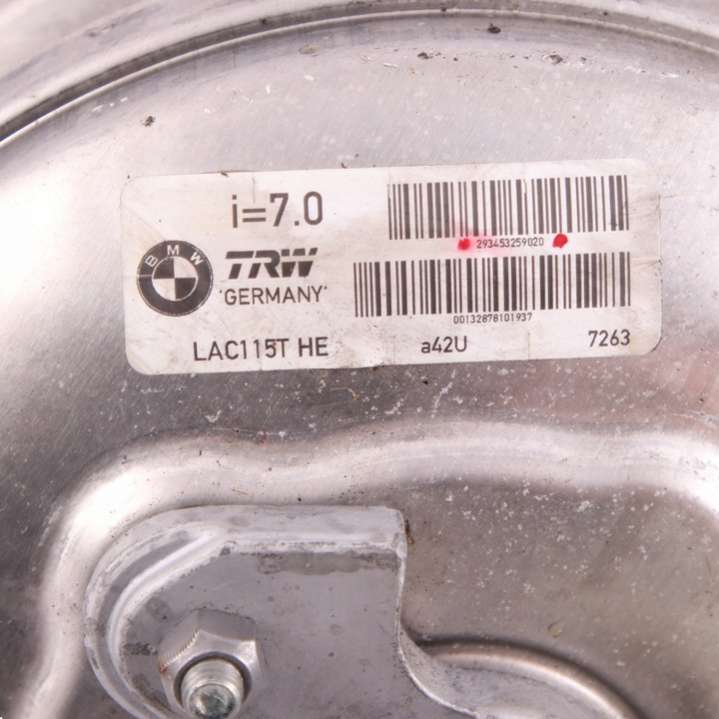 i=7.0
293453259020
BMW
TRW
'GERMANY'
00132878101937
LAC115T HE a42U 7263